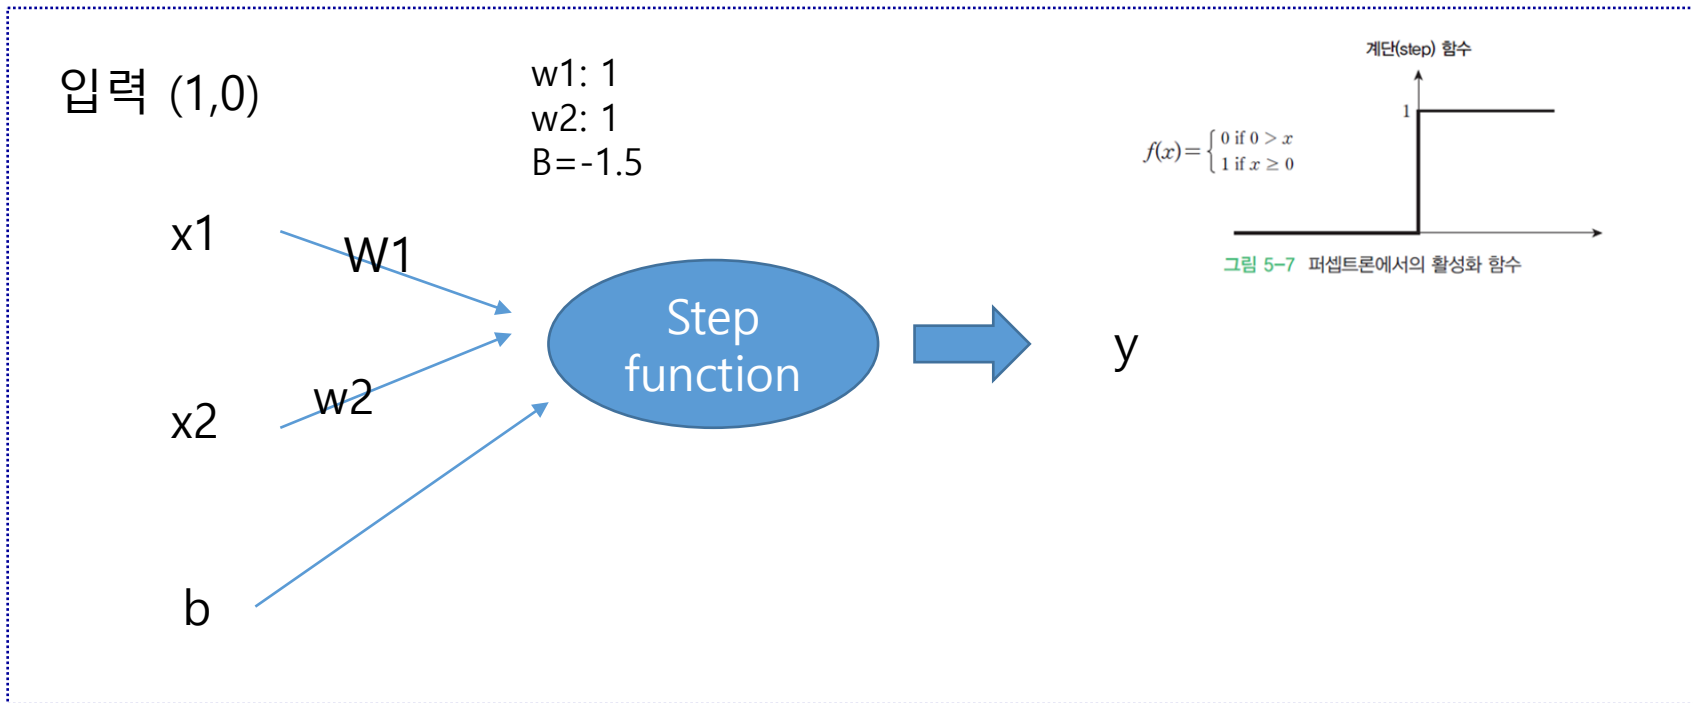 입력 (1,0)
w1: 1
w2: 1
B=-1.5
계단(step) 함수
1
f(x)={ 0 if 0 > x
1 if x ≥ 0
그림 5-7 퍼셉트론에서의 활성화 함수
x1
W1
Step
function
y
x2
w2
b